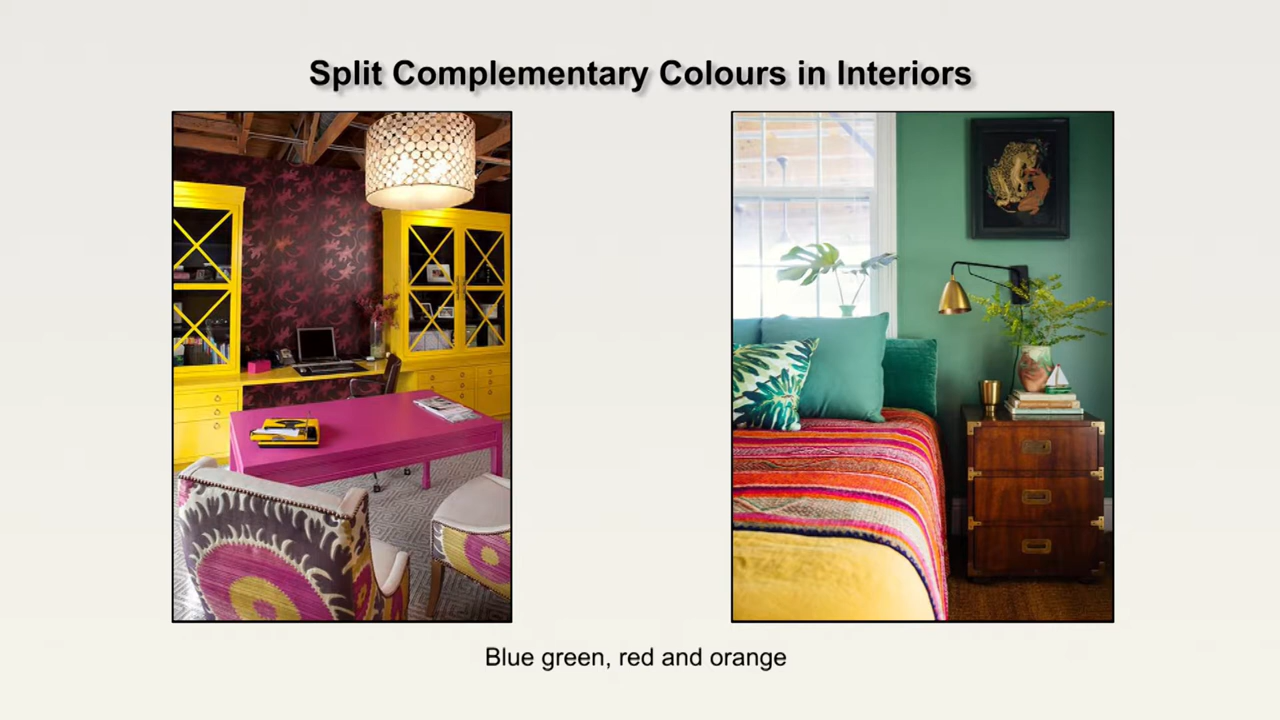 Split Complementary Colours in Interiors
Blue green, red and orange